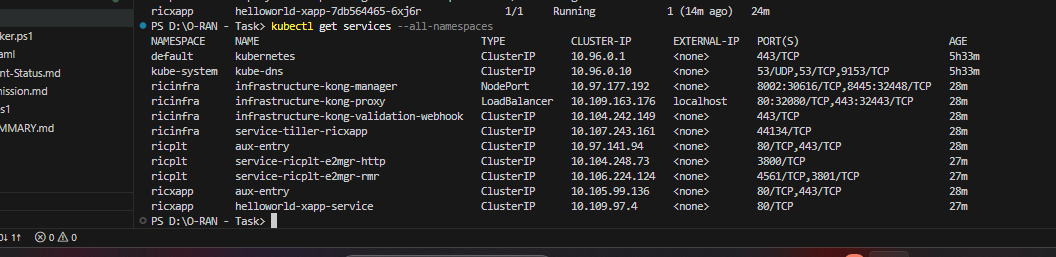 ricxapp helloworld-xapp-7db564465-6xj6r 1/1 Running 1 (14m ago) 24m
ker.ps1
PS D:\O-RAN - Task> kubectl get services --all-namespaces
NAMESPACE NAME TYPE CLUSTER-IP EXTERNAL-IP PORT(S) AGE
aml
default kubernetes ClusterIP 10.96.0.1 <none> 443/TCP 5h33m
nt-Status.md
kube-system kube-dns ClusterIP 10.96.0.10 <none> 53/UDP,53/TCP,9153/TCP 5h33m
ission.md
ricinfra infrastructure-kong-manager NodePort 10.97.177.192 <none> 8002:30616/TCP,8445:32448/TCP 28m
s1
ricinfra infrastructure-kong-proxy LoadBalancer 10.109.163.176 localhost 80:32080/TCP,443:32443/TCP 28m
ricinfra infrastructure-kong-validation-webhook ClusterIP 10.104.242.149 <none> 443/TCP 28m
UMMARY.md
ricinfra service-tiller-ricxapp ClusterIP 10.107.243.161 <none> 44134/TCP 28m
ricplt aux-entry ClusterIP 10.97.141.94 <none> 80/TCP,443/TCP 28m
ricplt service-ricplt-e2mgr-http ClusterIP 10.104.248.73 <none> 3800/TCP 27m
ricplt service-ricplt-e2mgr-rmr ClusterIP 10.106.224.124 <none> 4561/TCP,3801/TCP 27m
ricxapp aux-entry ClusterIP 10.105.99.136 <none> 80/TCP,443/TCP 28m
ricxapp helloworld-xapp-service ClusterIP 10.109.97.4 <none> 80/TCP 27m
PS D:\O-RAN - Task>
0↓ 1↑ 0 0